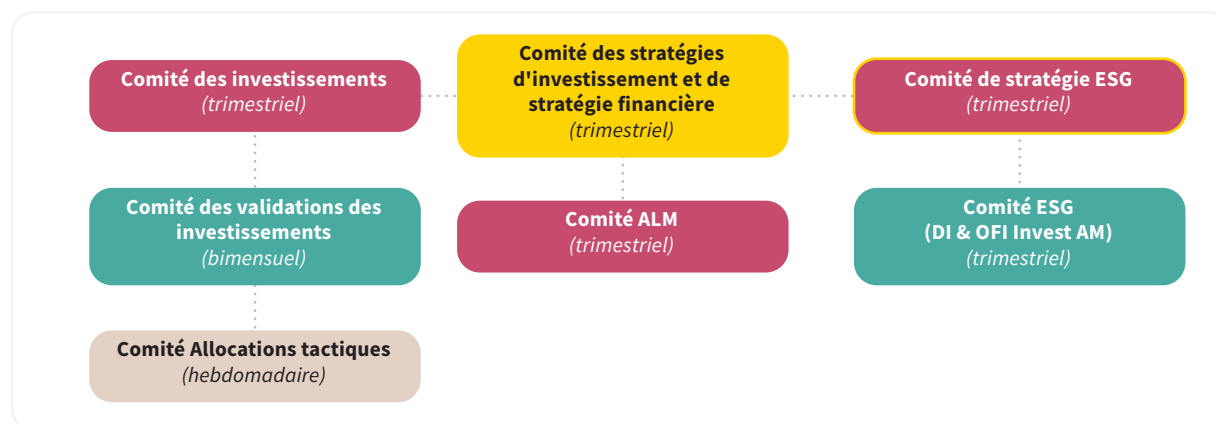 Comité des investissements
(trimestriel)
Comité des stratégies
d'investissement et de
stratégie financière
(trimestriel)
Comité de stratégie ESG
(trimestriel)
Comité des validations des
investissements
(bimensuel)
Comité ALM
(trimestriel)
Comité ESG
(DI & OFI Invest AM)
(trimestriel)
Comité Allocations tactiques
(hebdomadaire)